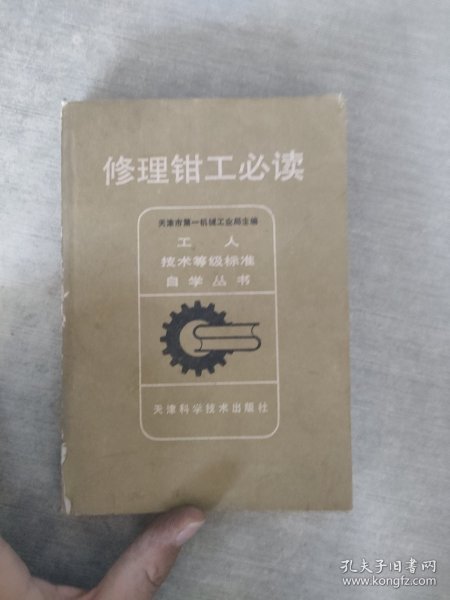 修理钳工必读
天津市第一机械工业局主编
工人
技术等级标准
自学丛书
天津科学技术出版社
孔夫子旧书网
www.kongfz.com